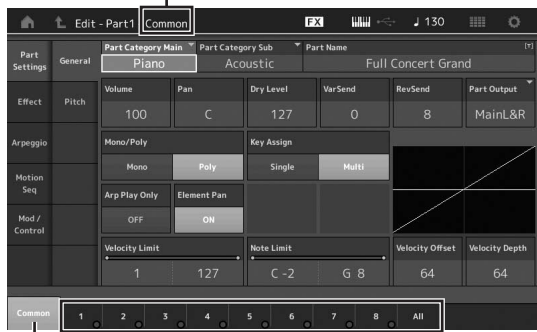 Edit - Part1 Common FX 130
Part Settings
General
Part Category Main Part Category Sub Part Name [T]
Piano Acoustic Full Concert Grand
Effect
Pitch
Volume Pan Dry Level VarSend RevSend Part Output
100 C 127 0 8 MainL&R
Arpeggio
Mono/Poly Key Assign
Mono Poly Single Multi
Motion Seq
Arp Play Only Element Pan
OFF ON
Mod / Control
Velocity Limit Note Limit Velocity Offset Velocity Depth
1 127 C -2 G 8 64 64
Common 1 2 3 4 5 6 7 8 All